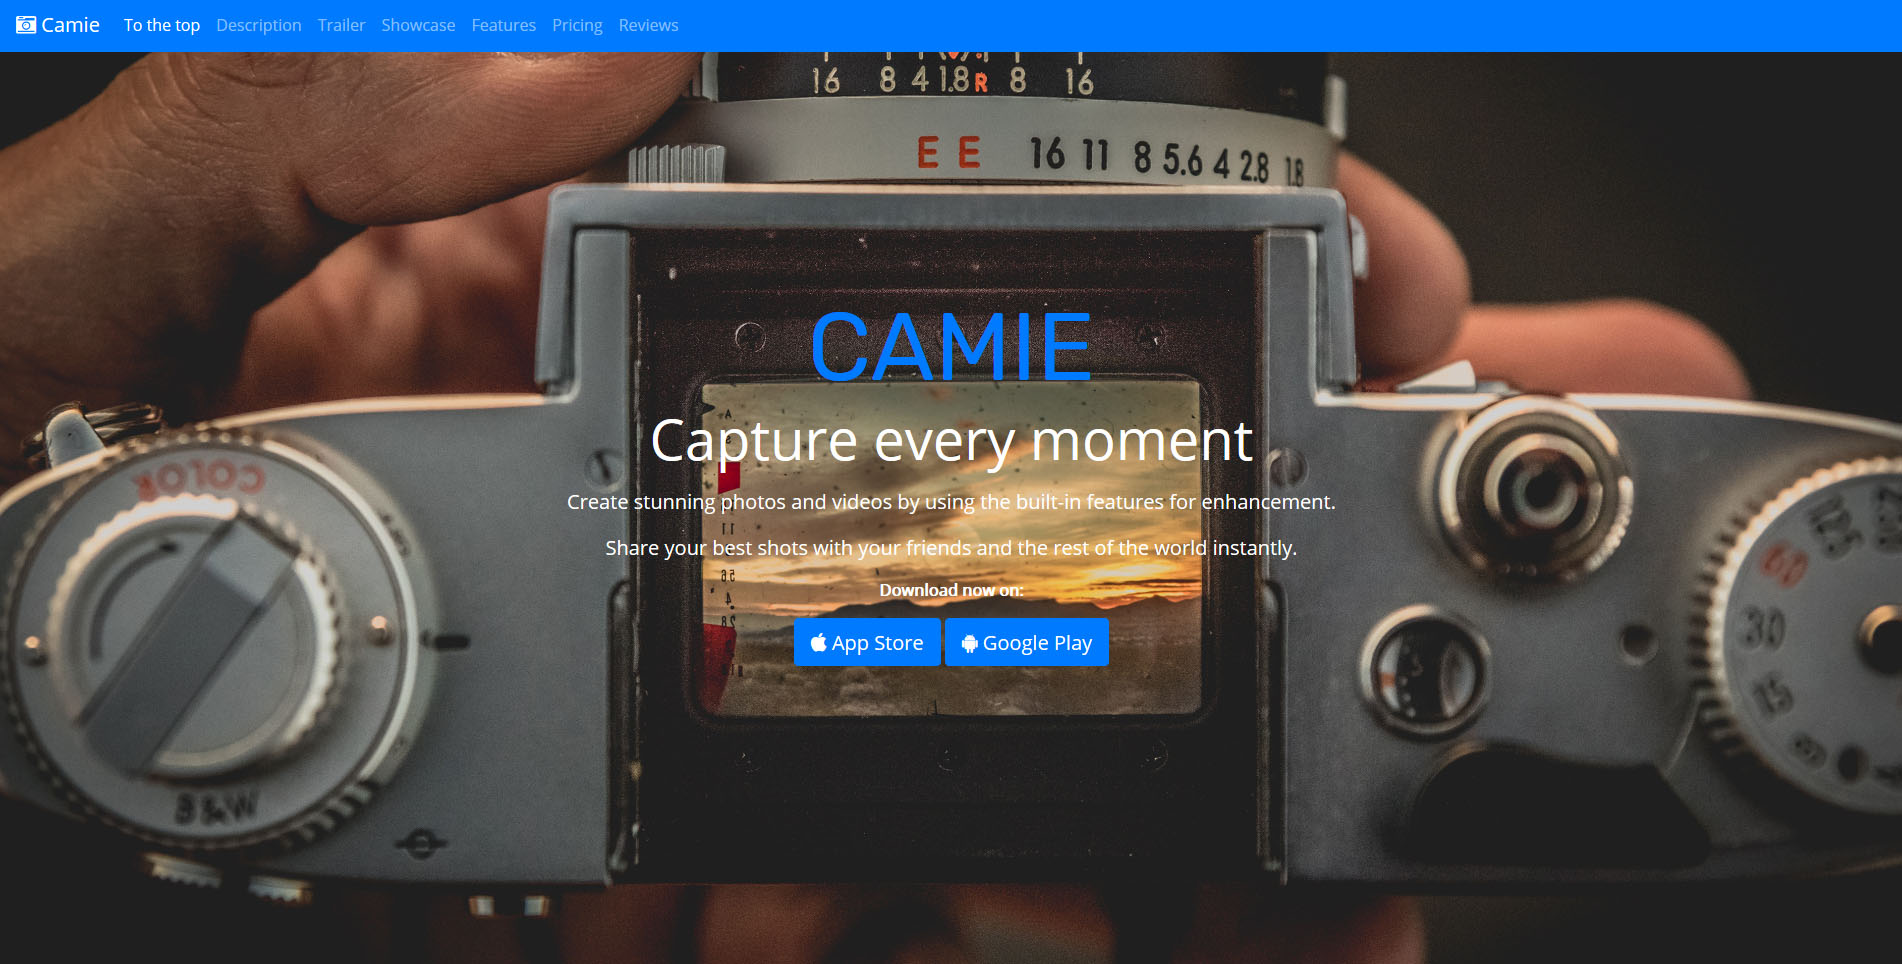 Camie To the top Description Trailer Showcase Features Pricing Reviews
16 8 4 1.8 R 8 16
E E 16 11 8 5.6 4 2.8 1.8
CAMIE
Capture every moment
COLOR
Create stunning photos and videos by using the built-in features for enhancement.
Share your best shots with your friends and the rest of the world instantly.
Download now on:
App Store Google Play
60
30
15
B&W